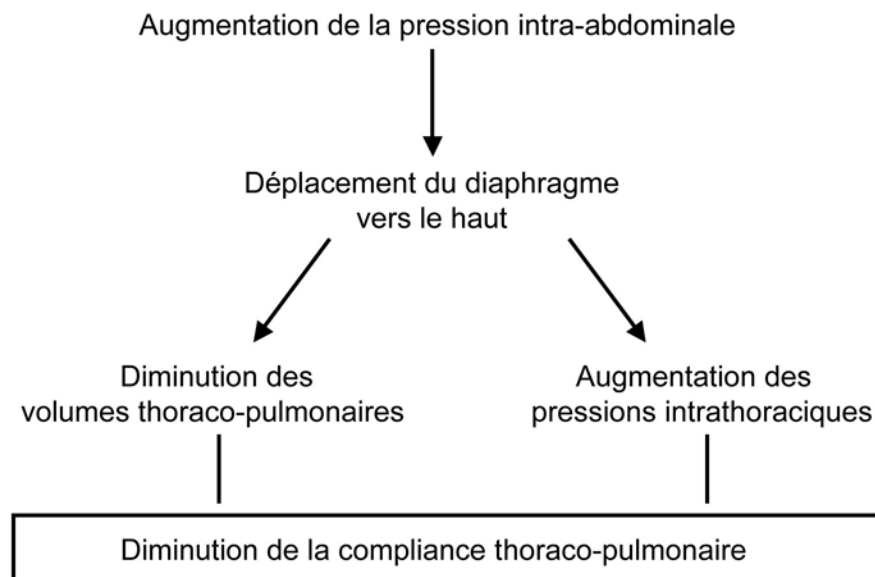 Augmentation de la pression intra-abdominale
Déplacement du diaphragme
vers le haut
Diminution des
volumes thoraco-pulmonaires
Augmentation des
pressions intrathoraciques
Diminution de la compliance thoraco-pulmonaire